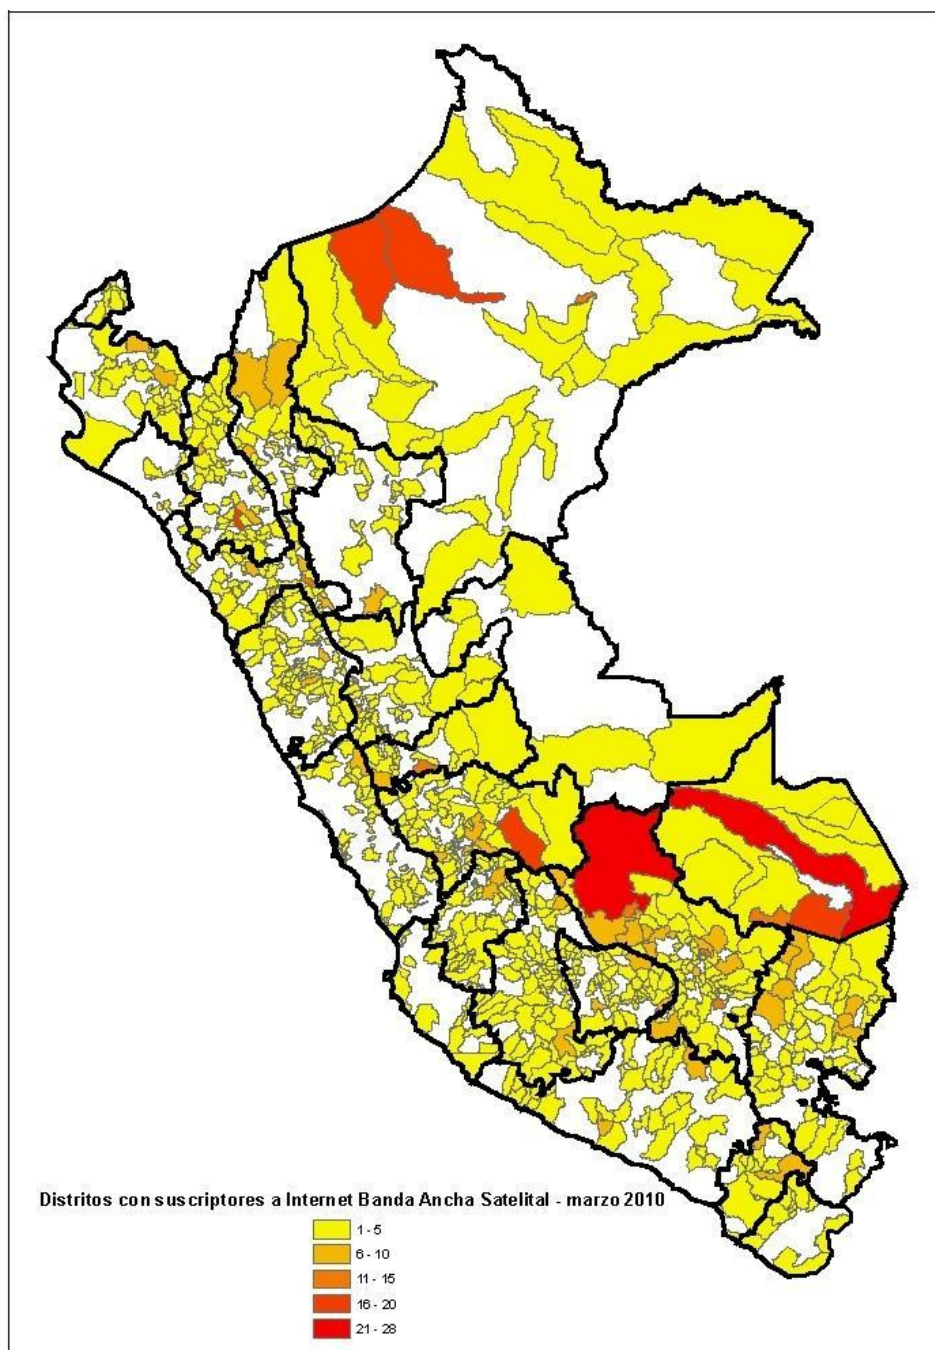 Distritos con suscriptores a Internet Banda Ancha Satelital - marzo 2010
1 - 5
6 - 10
11 - 15
16 - 20
21 - 28